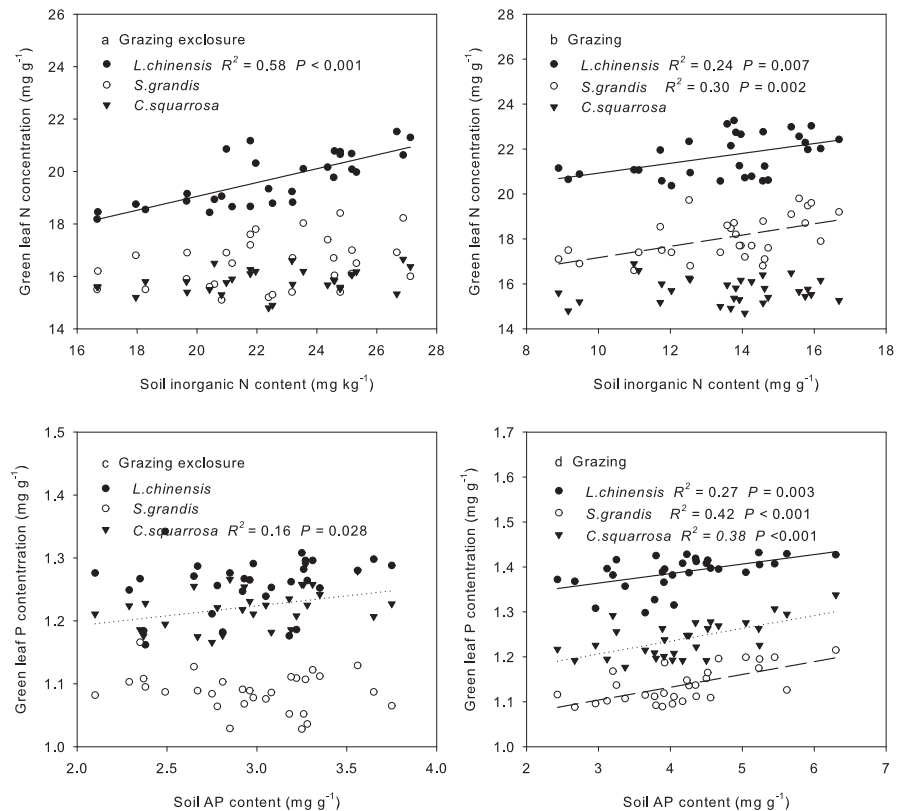 a Grazing exclosure
L.chinensis R² = 0.58 P < 0.001
S.grandis
C.squarrosa
Green leaf N concentration (mg g⁻¹)
26
24
22
20
18
16
14
16 18 20 22 24 26 28
Soil inorganic N content (mg kg⁻¹)
b Grazing
L.chinensis R² = 0.24 P = 0.007
S.grandis R² = 0.30 P = 0.002
C.squarrosa
Green leaf N concentration (mg g⁻¹)
28
26
24
22
20
18
16
14
8 10 12 14 16 18
Soil inorganic N content (mg g⁻¹)
c Grazing exclosure
L.chinensis
S.grandis
C.squarrosa R² = 0.16 P = 0.028
Green leaf P contentration (mg g⁻¹)
1.5
1.4
1.3
1.2
1.1
1.0
2.0 2.5 3.0 3.5 4.0
Soil AP content (mg g⁻¹)
d Grazing
L.chinensis R² = 0.27 P = 0.003
S.grandis R² = 0.42 P < 0.001
C.squarrosa R² = 0.38 P <0.001
Green leaf P concentration (mg g⁻¹)
1.7
1.6
1.5
1.4
1.3
1.2
1.1
1.0
2 3 4 5 6 7
Soil AP content (mg g⁻¹)